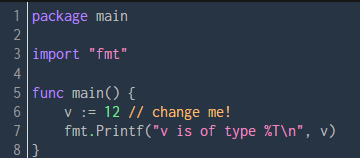 1 package main
2
3 import "fmt"
4
5 func main() {
6     v := 12 // change me!
7     fmt.Printf("v is of type %T\n", v)
8 }